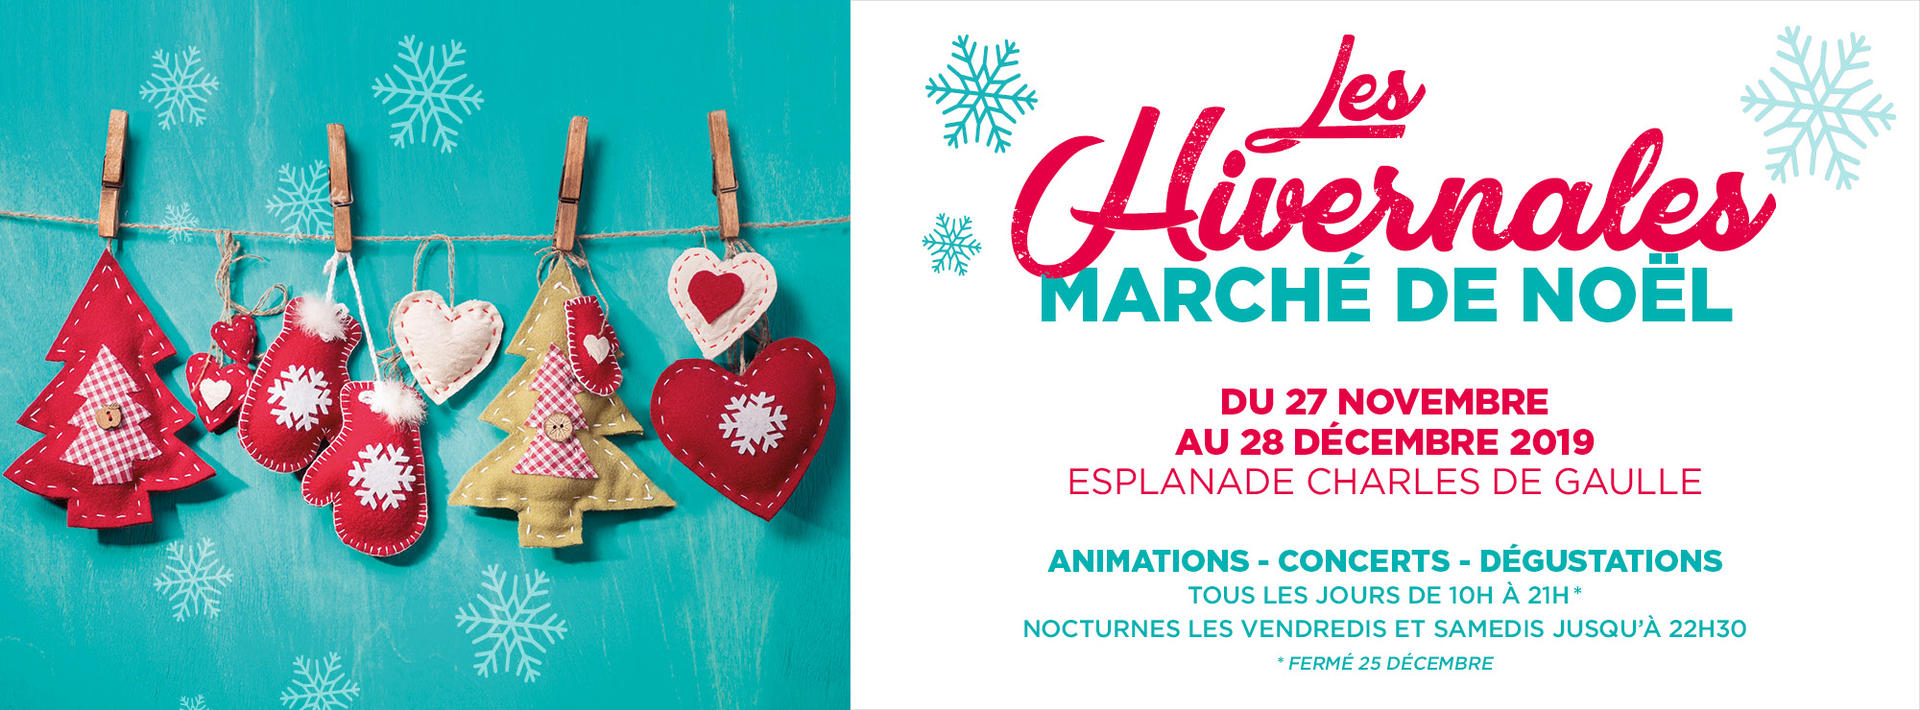 Les
Hivernales
MARCHÉ DE NOËL
DU 27 NOVEMBRE
AU 28 DÉCEMBRE 2019
ESPLANADE CHARLES DE GAULLE
ANIMATIONS - CONCERTS - DÉGUSTATIONS
TOUS LES JOURS DE 10H À 21H*
NOCTURNES LES VENDREDIS ET SAMEDIS JUSQU'À 22H30
* FERMÉ 25 DÉCEMBRE